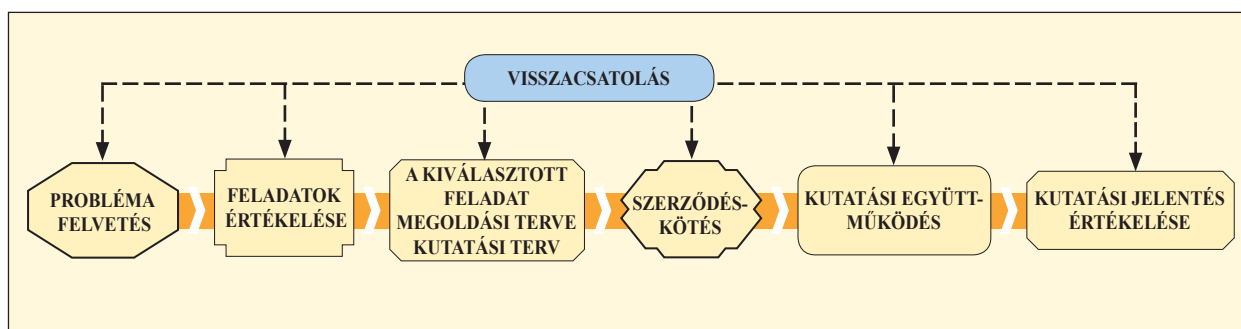 VISSZACSATOLÁS
PROBLÉMA
FELVETÉS
FELADATOK
ÉRTÉKELÉSE
A KIVÁLASZTOTT
FELADAT
MEGOLDÁSI TERVE
KUTATÁSI TERV
SZERZŐDÉS-
KÖTÉS
KUTATÁSI EGYÜTT-
MŰKÖDÉS
KUTATÁSI JELENTÉS
ÉRTÉKELÉSE